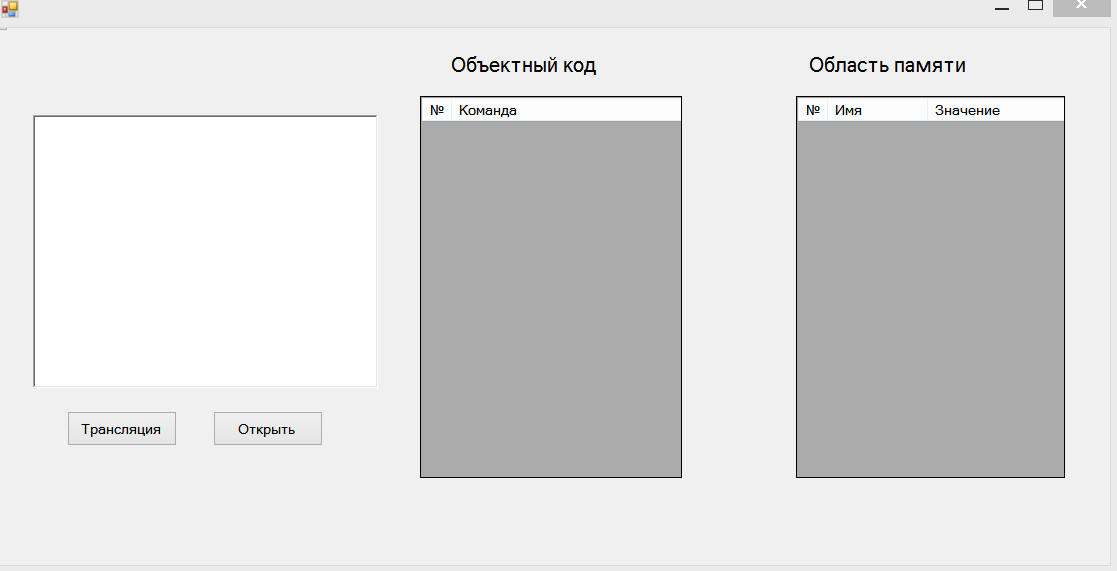 Объектный код
Область памяти
№ Команда
№ Имя Значение
Трансляция Открыть